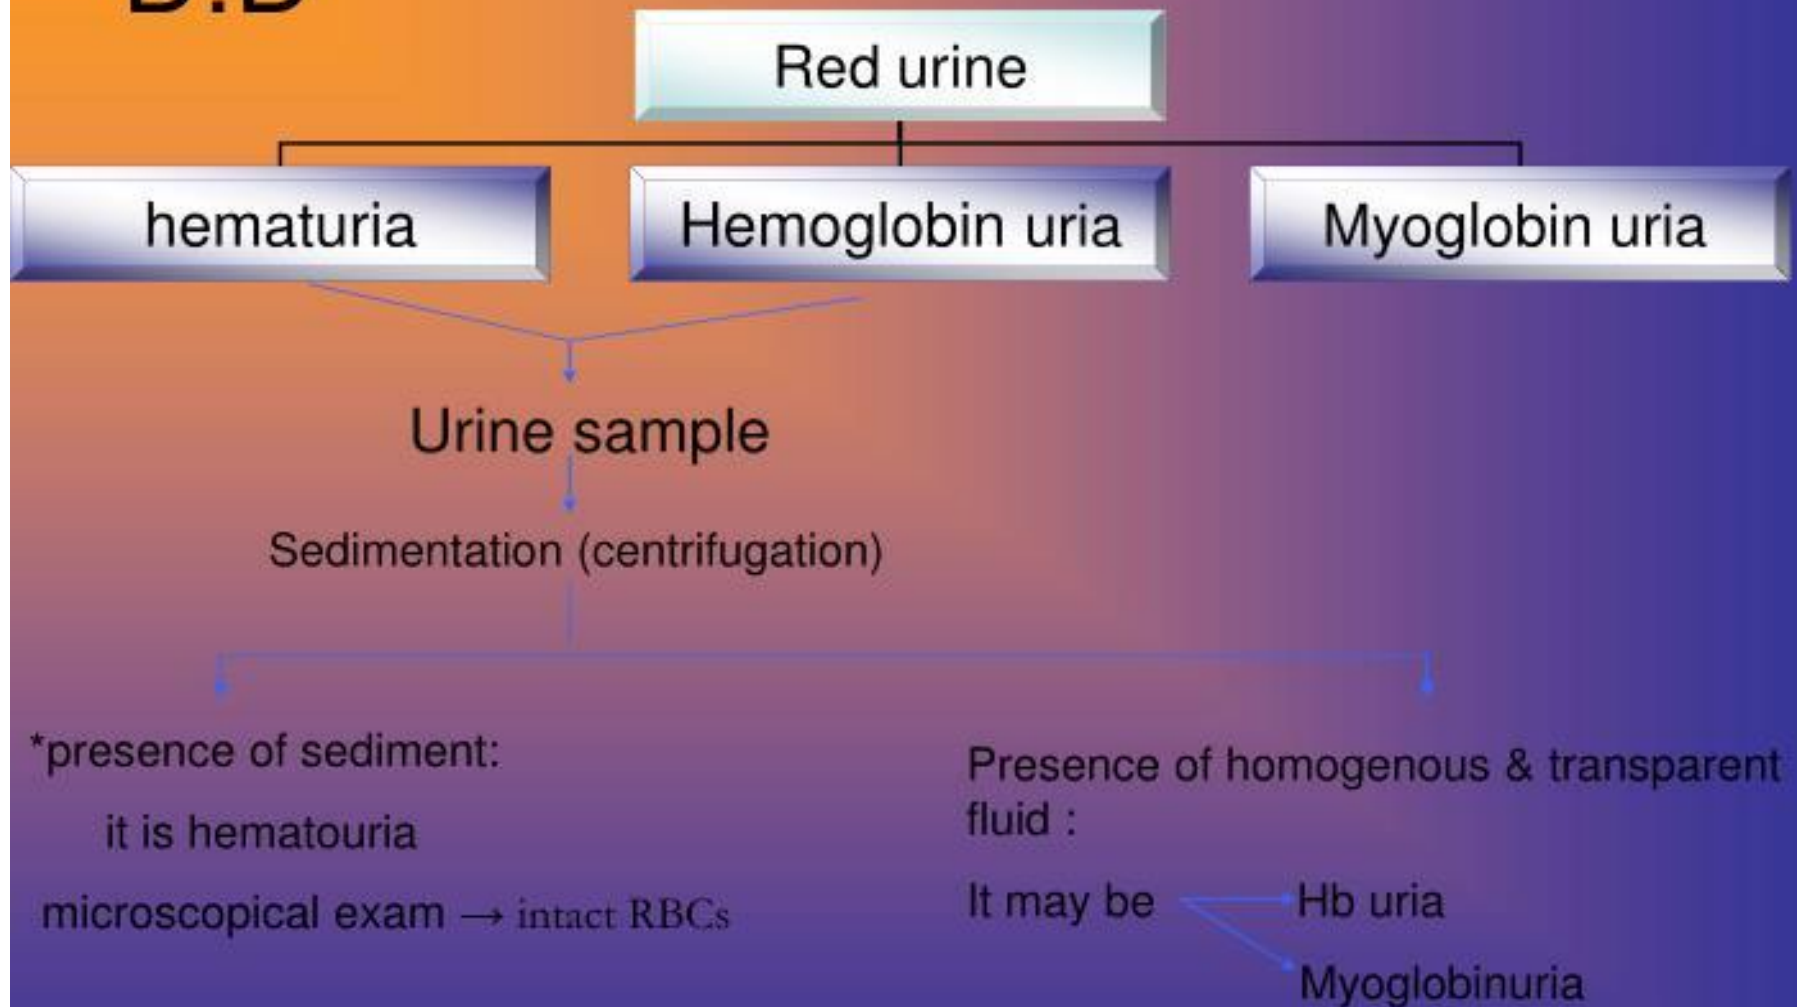 Red urine
hematuria
Hemoglobin uria
Myoglobin uria
Urine sample
Sedimentation (centrifugation)
*presence of sediment:
it is hematouria
microscopical exam → intact RBCs
Presence of homogenous & transparent
fluid :
It may be
Hb uria
Myoglobinuria